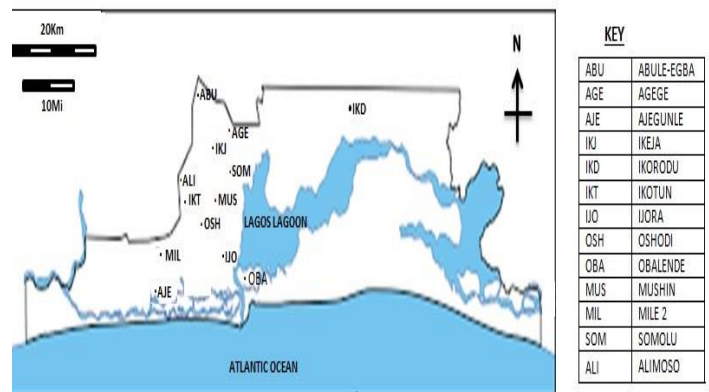 20Km
10Mi
N
ABU
AGE
IKD
IKJ
SOM
ALI
IKT
MUS
OSH
LAGOS LAGOON
MIL
IJO
OBA
AJE
ATLANTIC OCEAN
KEY
ABU ABULE-EGBA
AGE AGEGE
AJE AJEGUNLE
IKJ IKEJA
IKD IKORODU
IKT IKOTUN
IJO IJORA
OSH OSHODI
OBA OBALENDE
MUS MUSHIN
MIL MILE 2
SOM SOMOLU
ALI ALIMOSO